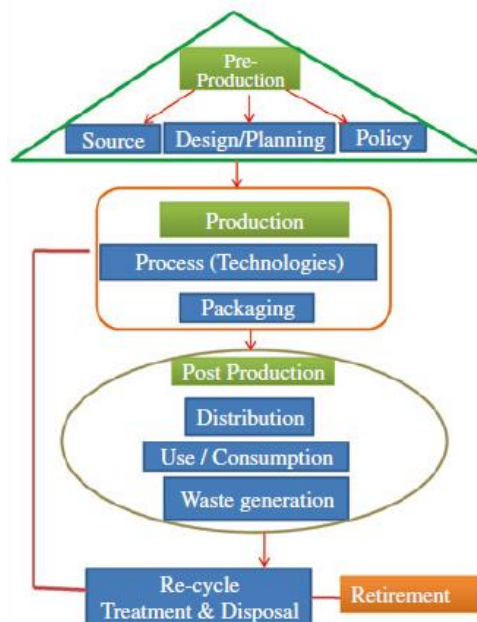 Pre-
Production
Source
Design/Planning
Policy
Production
Process (Technologies)
Packaging
Post Production
Distribution
Use / Consumption
Waste generation
Re-cycle
Treatment & Disposal
Retirement